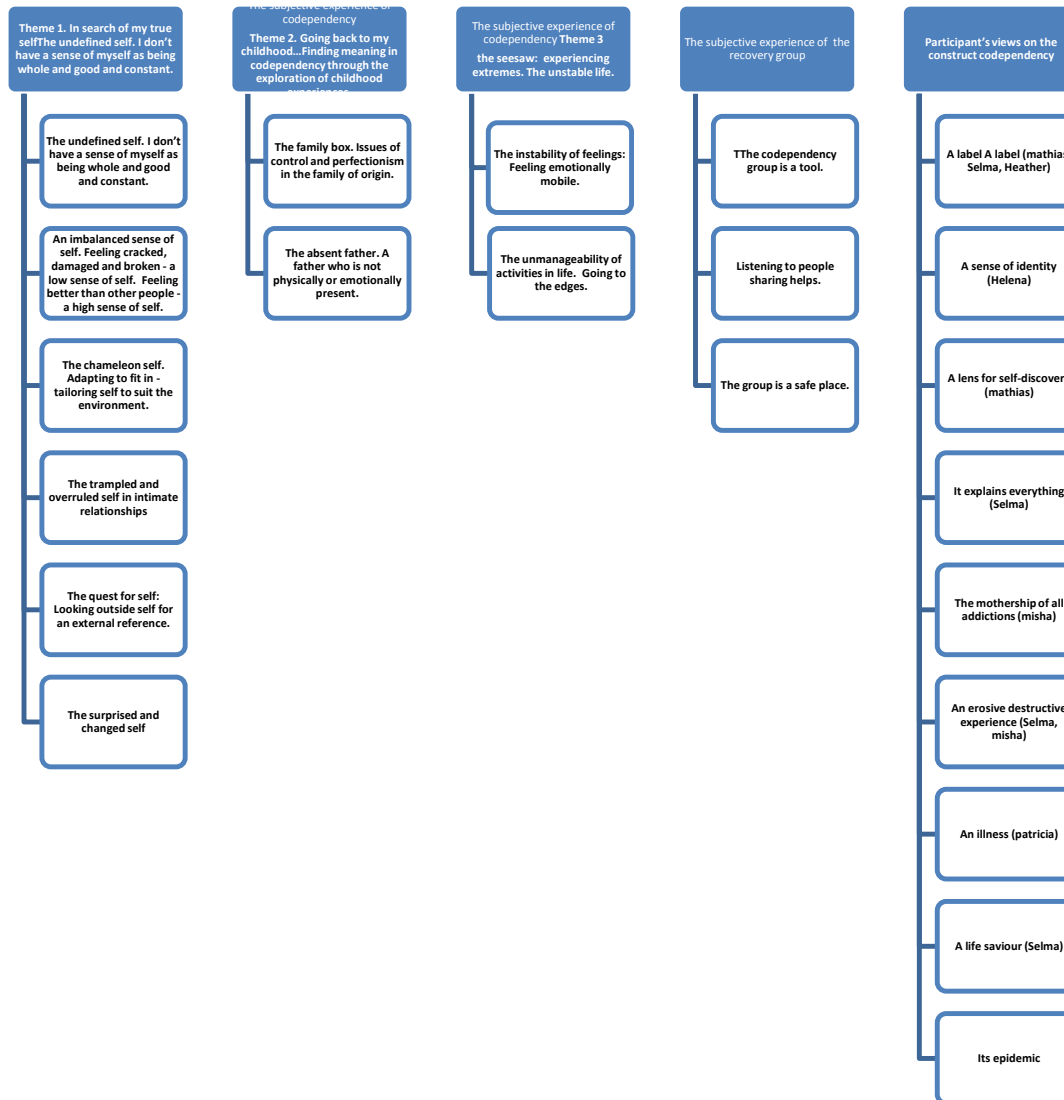 Theme 1. In search of my true
selfThe undefined self. I don't
have a sense of myself as being
whole and good and constant.
The undefined self. I don't
have a sense of myself as
being whole and good
and constant.
An imbalanced sense of
self. Feeling cracked,
damaged and broken - a
low sense of self.  Feeling
better than other people -
a high sense of self.
The chameleon self.
Adapting to fit in -
tailoring self to suit the
environment.
The trampled and
overruled self in intimate
relationships
The quest for self:
Looking outside self for
an external reference.
The surprised and
changed self
The subjective experience of
codependency
Theme 2. Going back to my
childhood...Finding meaning in
codependency through the
exploration of childhood
experiences
The family box. Issues of
control and perfectionism
in the family of origin.
The absent father. A
father who is not
physically or emotionally
present.
The subjective experience of
codependency Theme 3
the seesaw:  experiencing
extremes. The unstable life.
The instability of feelings:
Feeling emotionally
mobile.
The unmanageability of
activities in life.  Going to
the edges.
The subjective experience of  the
recovery group
TThe codependency
group is a tool.
Listening to people
sharing helps.
The group is a safe place.
Participant's views on the
construct codependency
A label A label (mathias
Selma, Heather)
A sense of identity
(Helena)
A lens for self-discover
(mathias)
It explains everything
(Selma)
The mothership of all
addictions (misha)
An erosive destructive
experience (Selma,
misha)
An illness (patricia)
A life saviour (Selma)
Its epidemic